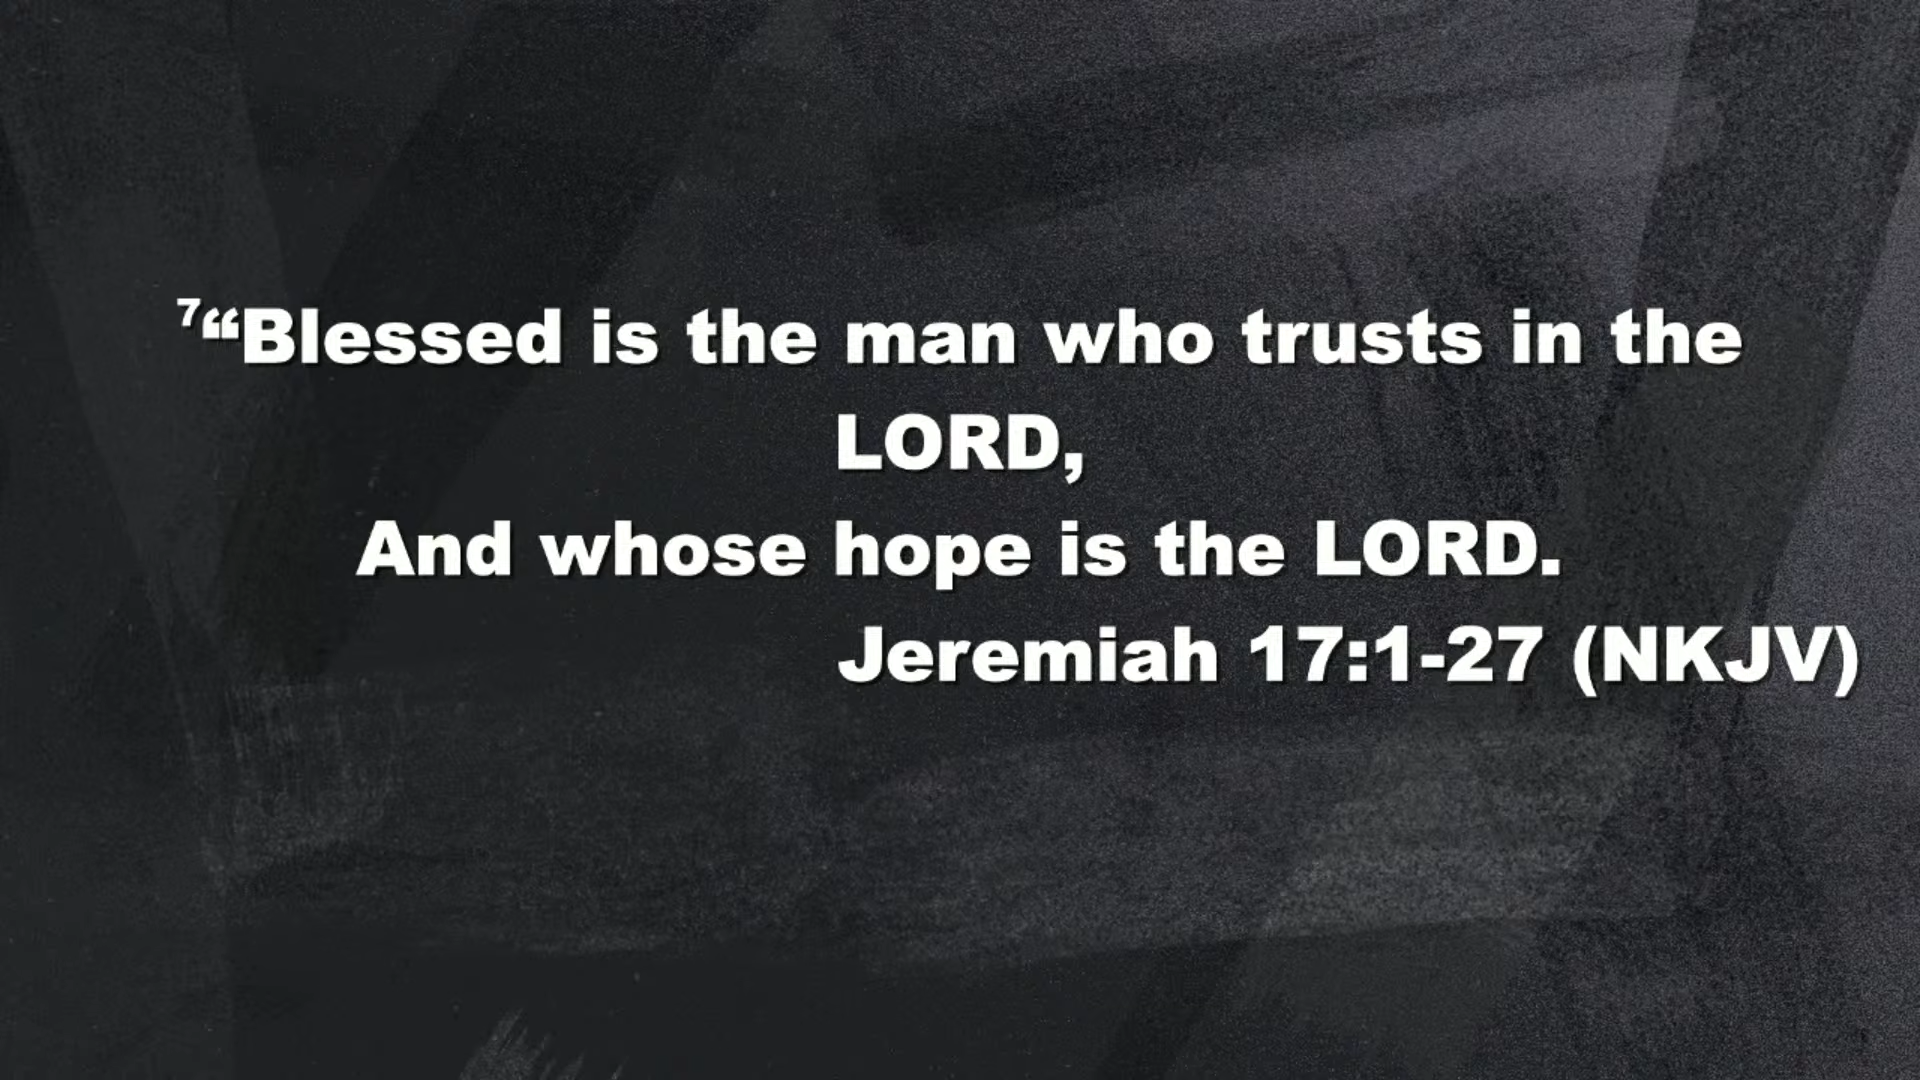 ⁷“Blessed is the man who trusts in the
LORD,
And whose hope is the LORD.
Jeremiah 17:1-27 (NKJV)